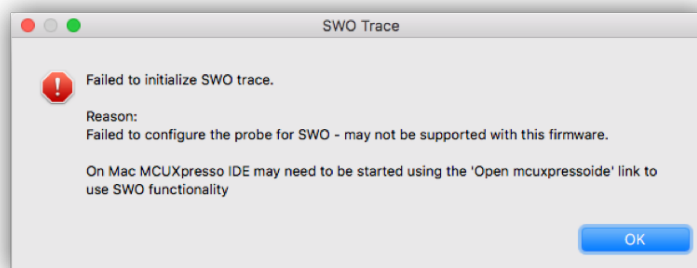 SWO Trace
Failed to initialize SWO trace.
Reason:
Failed to configure the probe for SWO - may not be supported with this firmware.
On Mac MCUXpresso IDE may need to be started using the 'Open mcuxpressoide' link to
use SWO functionality
OK